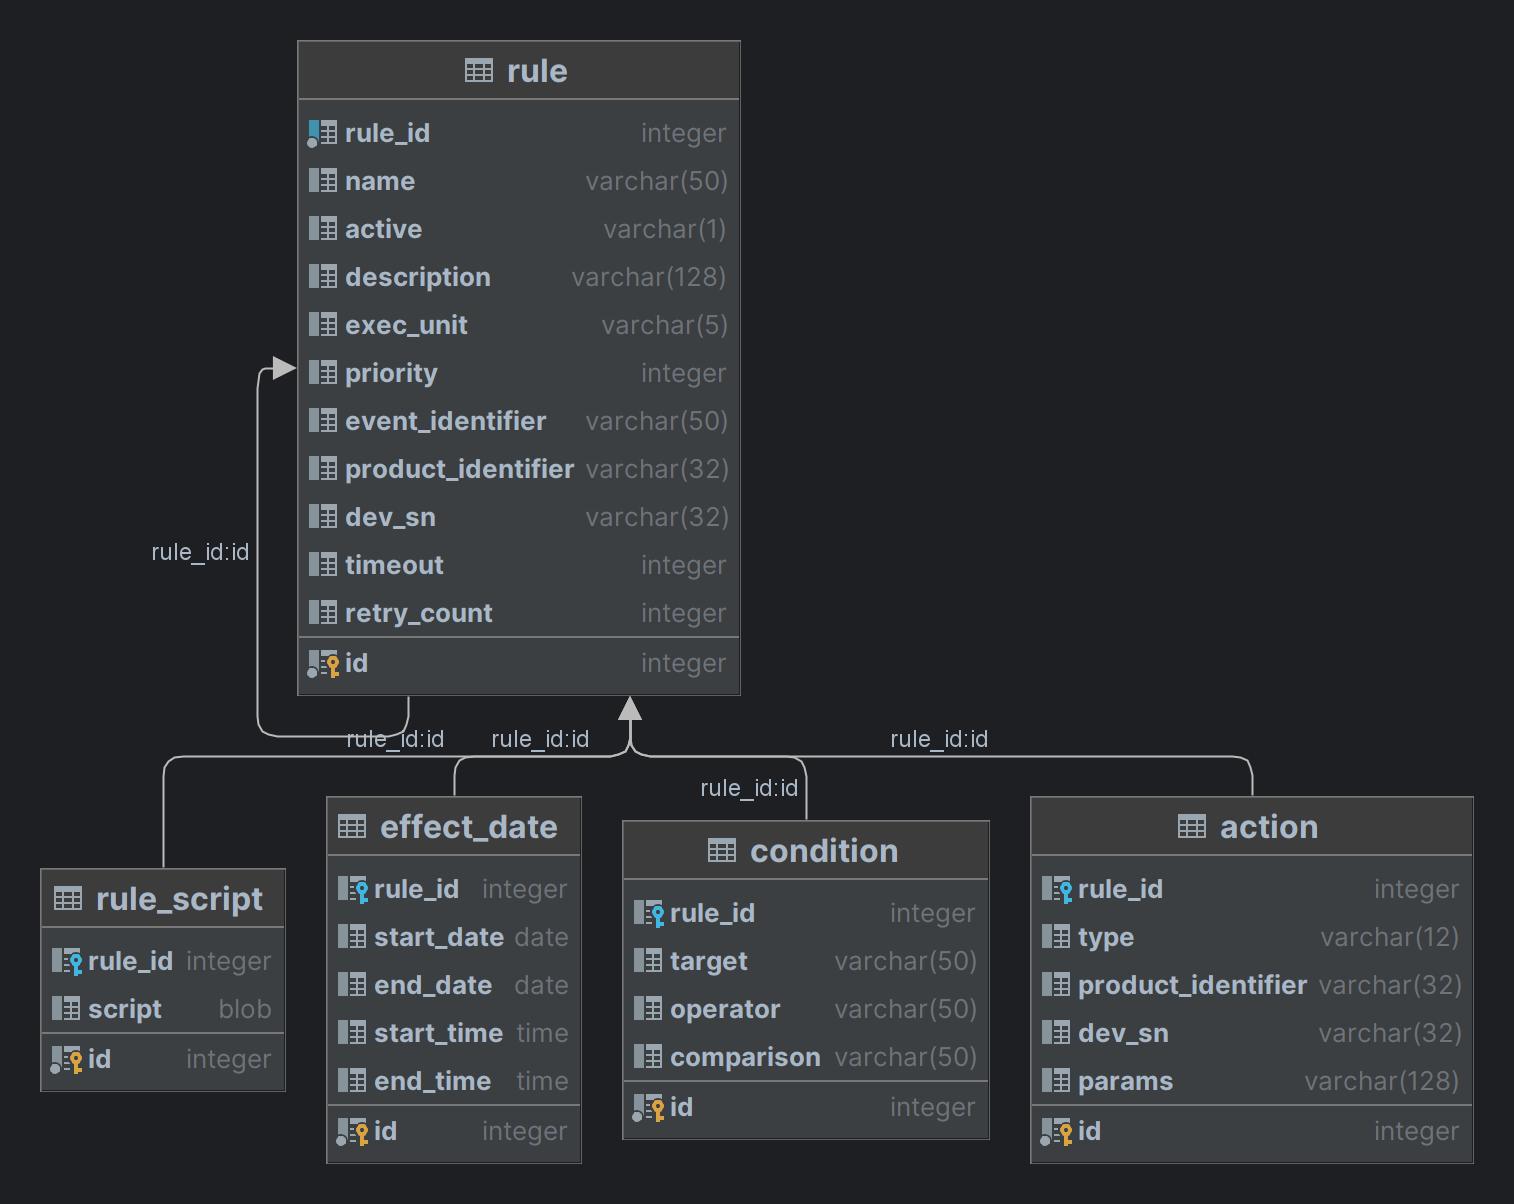 rule
rule_id integer
name varchar(50)
active varchar(1)
description varchar(128)
exec_unit varchar(5)
priority integer
event_identifier varchar(50)
product_identifier varchar(32)
dev_sn varchar(32)
timeout integer
retry_count integer
id integer
rule_id:id
rule_id:id
rule_id:id
rule_id:id
rule_id:id
rule_script
rule_id integer
script blob
id integer
effect_date
rule_id integer
start_date date
end_date date
start_time time
end_time time
id integer
condition
rule_id integer
target varchar(50)
operator varchar(50)
comparison varchar(50)
id integer
action
rule_id integer
type varchar(12)
product_identifier varchar(32)
dev_sn varchar(32)
params varchar(128)
id integer